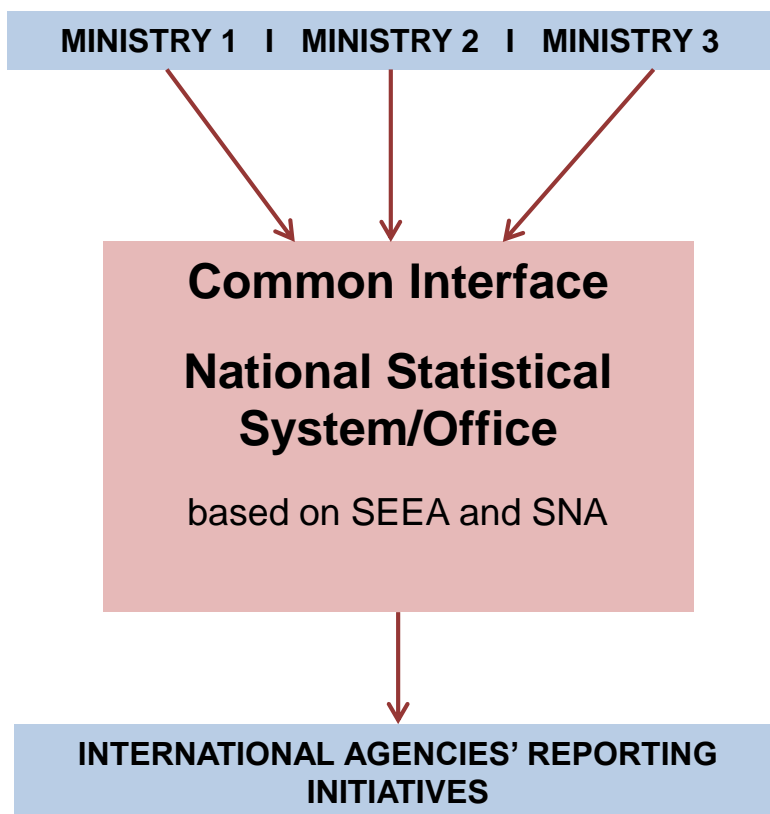 MINISTRY 1 I MINISTRY 2 I MINISTRY 3
Common Interface
National Statistical
System/Office
based on SEEA and SNA
INTERNATIONAL AGENCIES’ REPORTING
INITIATIVES